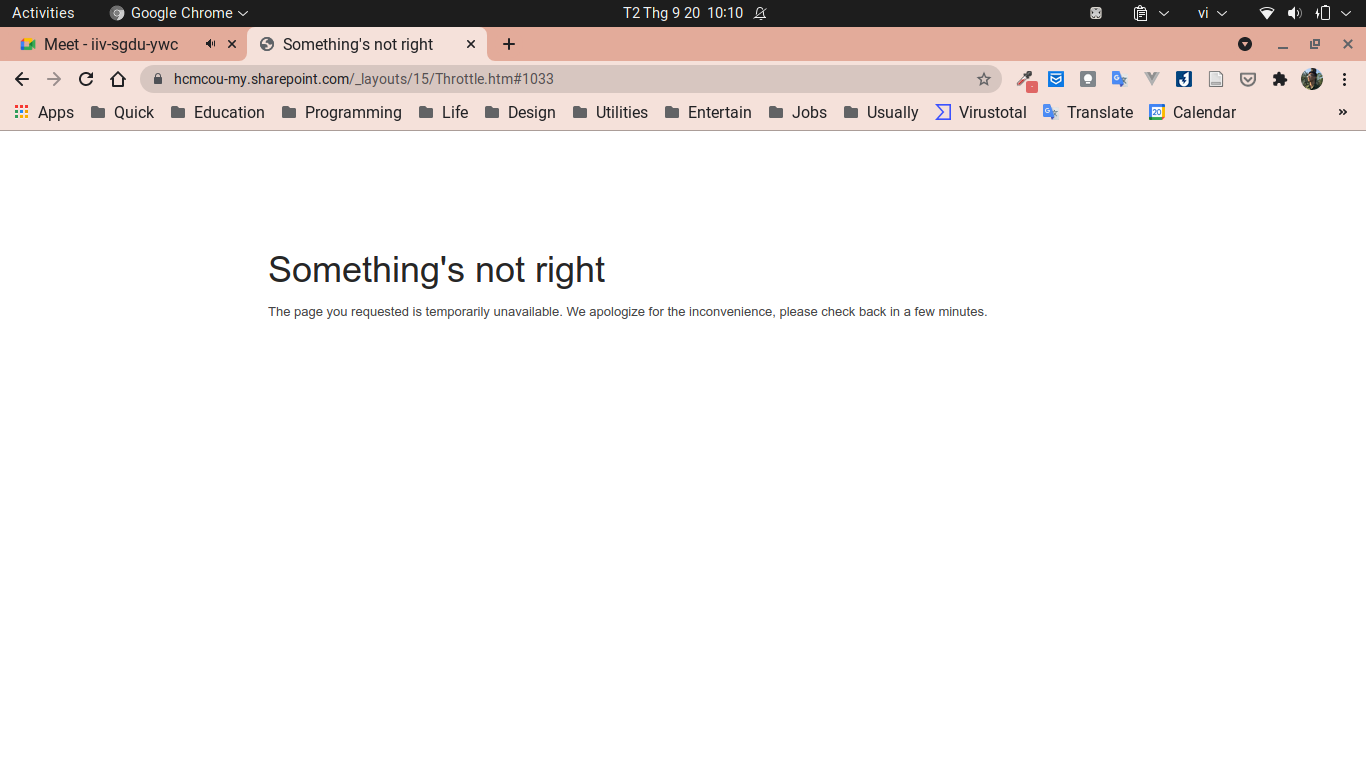 Activities Google Chrome T2 Thg 9 20 10:10 vi
Meet - iiv-sgdu-ywc Something's not right
hcmcou-my.sharepoint.com/_layouts/15/Throttle.htm#1033
Apps Quick Education Programming Life Design Utilities Entertain Jobs Usually Virustotal Translate 20 Calendar »
Something's not right
The page you requested is temporarily unavailable. We apologize for the inconvenience, please check back in a few minutes.